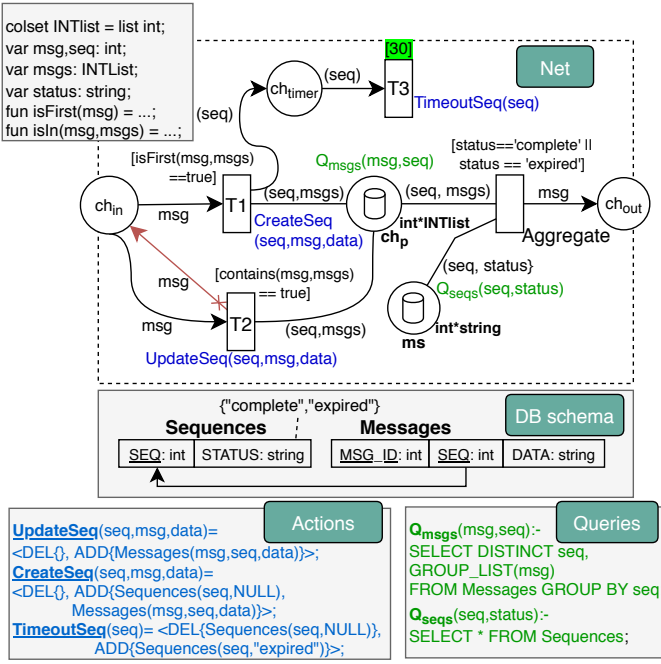 colset INTlist = list int;
var msg,seq: int;
var msgs: INTList;
var status: string;
fun isFirst(msg) = ...;
fun isIn(msg,msgs) = ...;
[30]
Net
(seq)
ch_timer
T3
TimeoutSeq(seq)
(seq)
[isFirst(msg,msgs)
==true]
Q_msgs(msg,seq)
[status=='complete' ||
status == 'expired']
ch_in
msg
T1
(seq,msgs)
(seq, msgs)
msg
ch_out
CreateSeq
(seq,msg,data)
ch_p
int*INTlist
Aggregate
msg
[contains(msg,msgs)
== true]
(seq, status}
Q_seqs(seq,status)
msg
T2
(seq,msgs)
int*string
ms
UpdateSeq(seq,msg,data)
{"complete","expired"}
DB schema
Sequences
Messages
SEQ: int
STATUS: string
MSG_ID: int
SEQ: int
DATA: string
Actions
UpdateSeq(seq,msg,data)=
<DEL{}, ADD{Messages(msg,seq,data)}>;
CreateSeq(seq,msg,data)=
<DEL{}, ADD{Sequences(seq,NULL),
Messages(msg,seq,data)}>;
TimeoutSeq(seq)= <DEL{Sequences(seq,NULL)},
ADD{Sequences(seq,"expired")}>;
Queries
Q_msgs(msg,seq):-
SELECT DISTINCT seq,
GROUP_LIST(msg)
FROM Messages GROUP BY seq
Q_seqs(seq,status):-
SELECT * FROM Sequences;